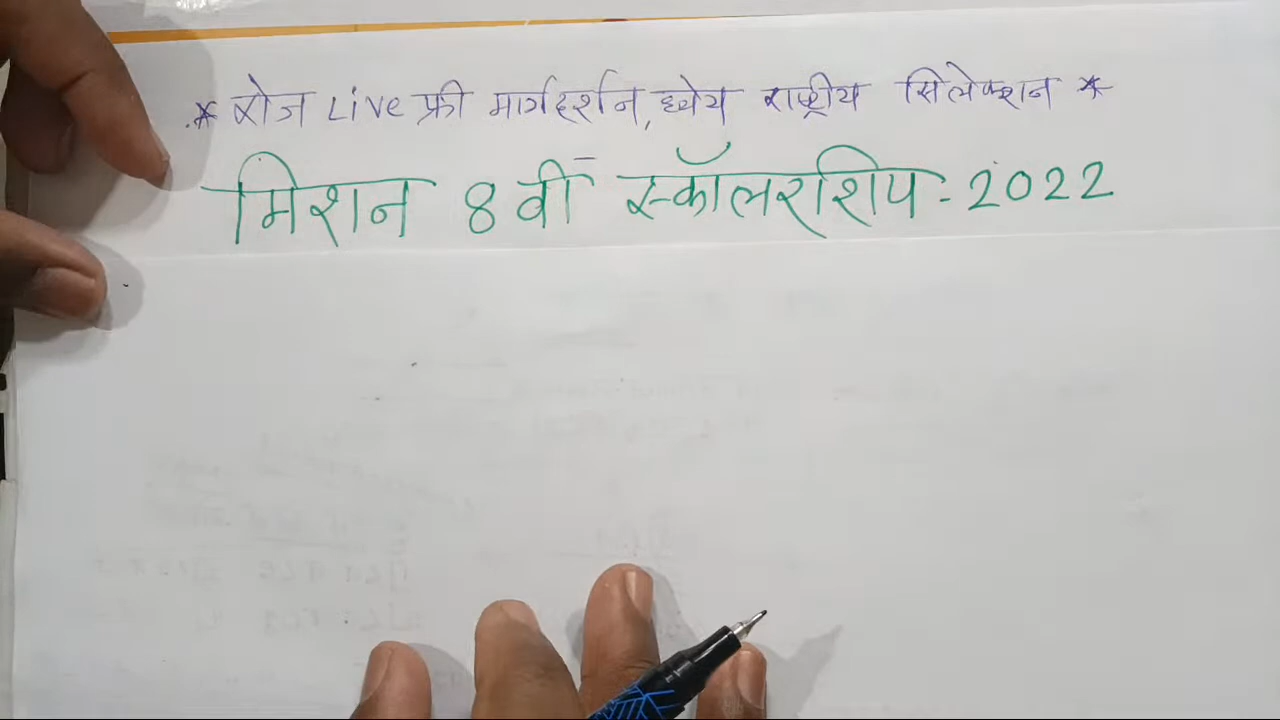 * रोज Live फ्री मार्गदर्शन, ध्येय राष्ट्रीय सिलेक्शन *
मिशन 8 वी स्कॉलरशिप - 2022